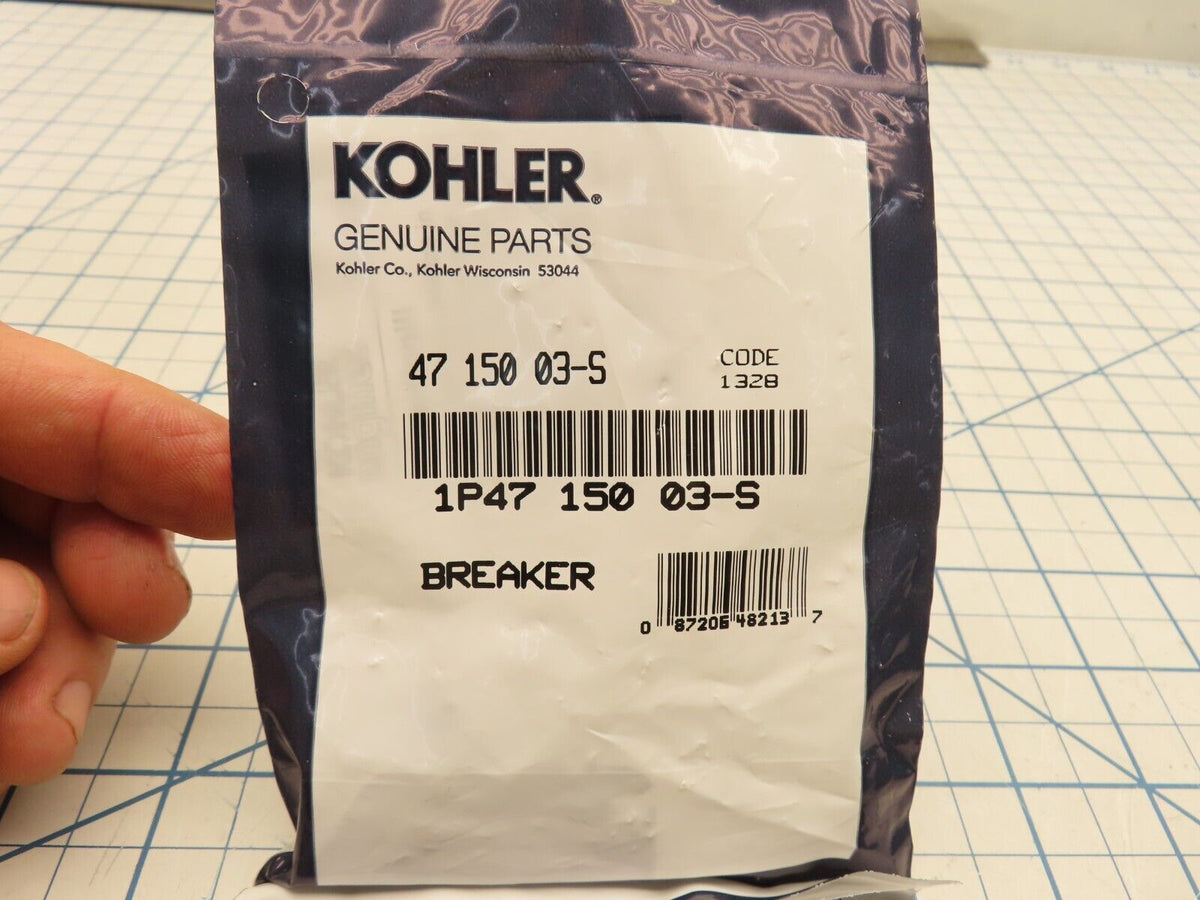 KOHLER®
GENUINE PARTS
Kohler Co., Kohler Wisconsin 53044
47 150 03-S
CODE
1328
1P47 150 03-S
BREAKER
0 87206 48213 7